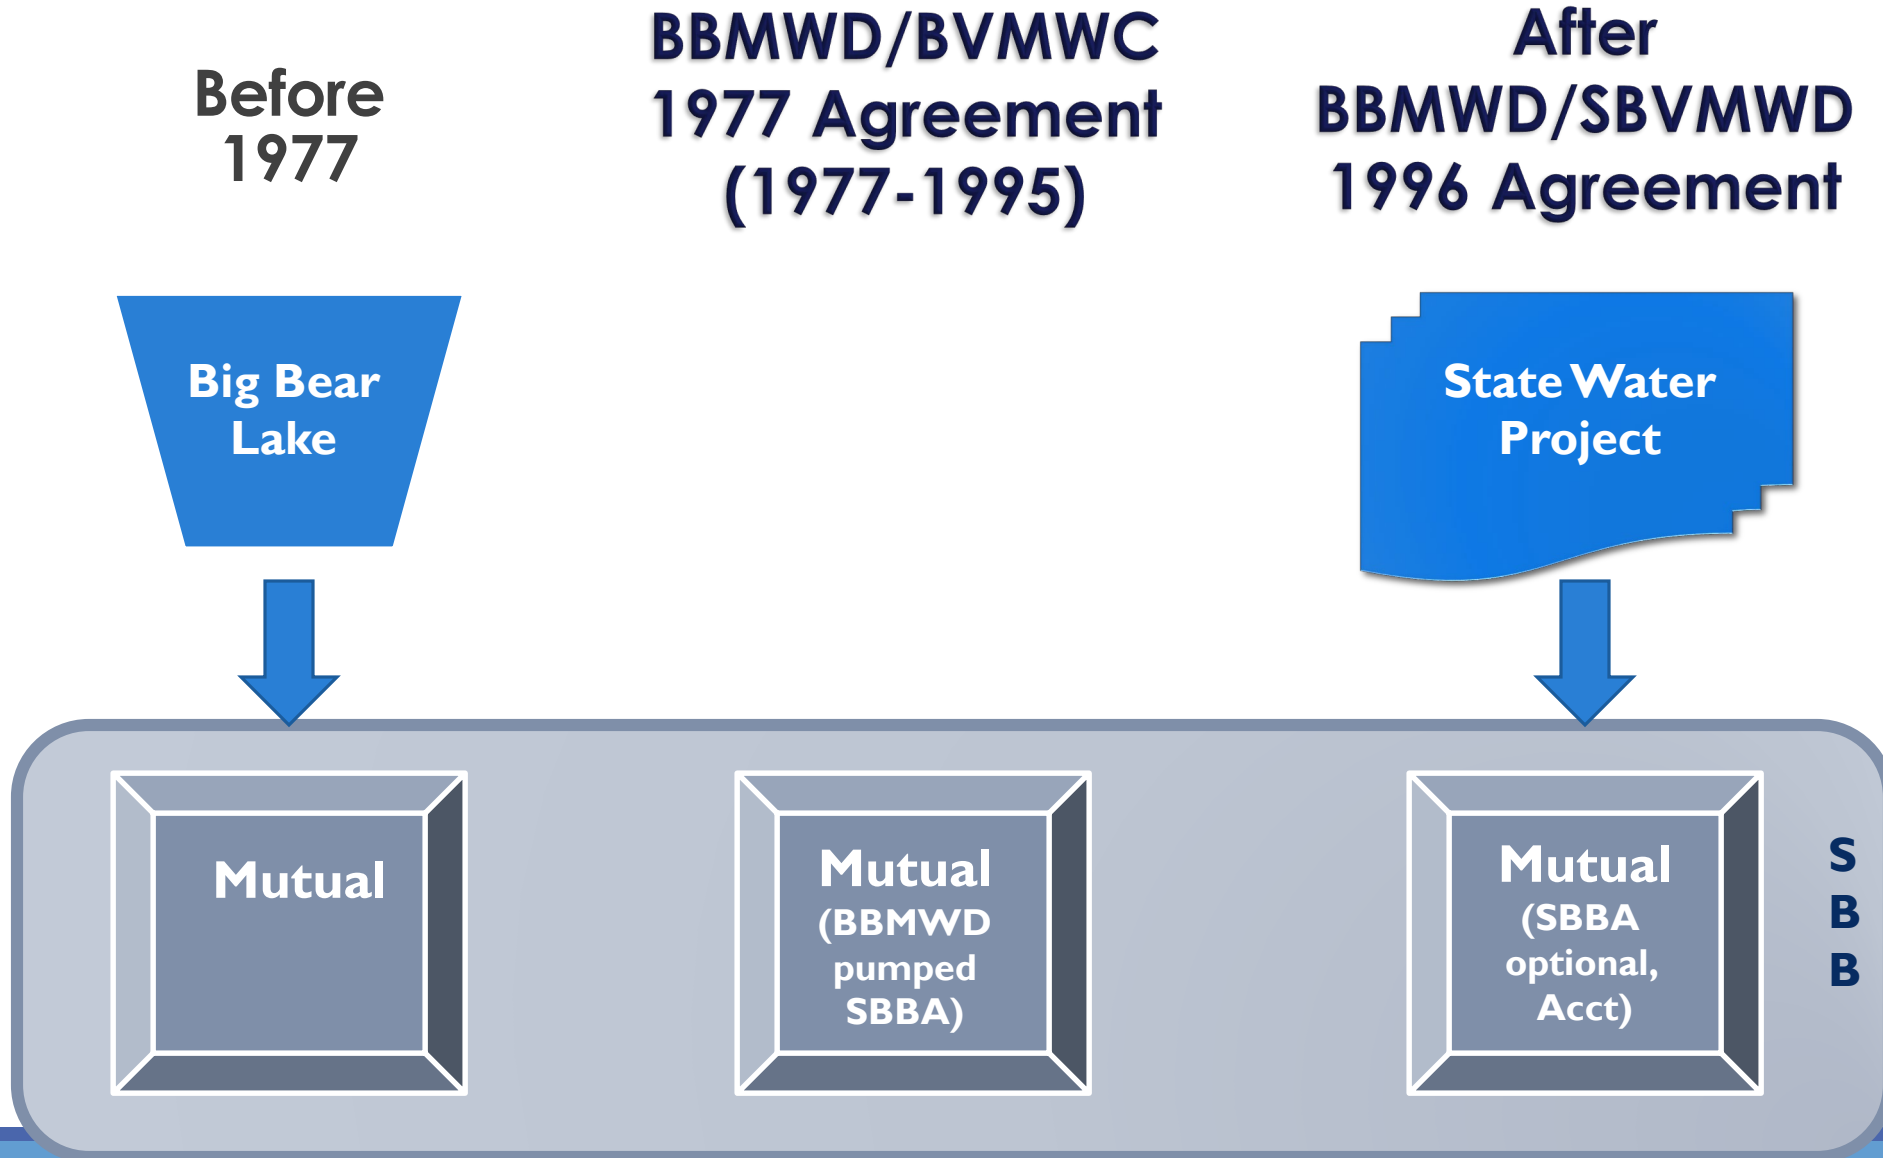 Before
1977
BBMWD/BVMWC
1977 Agreement
(1977-1995)
After
BBMWD/SBVMWD
1996 Agreement
Big Bear
Lake
State Water
Project
Mutual
Mutual
(BBMWD
pumped
SBBA)
Mutual
(SBBA
optional,
Acct)
S
B
B